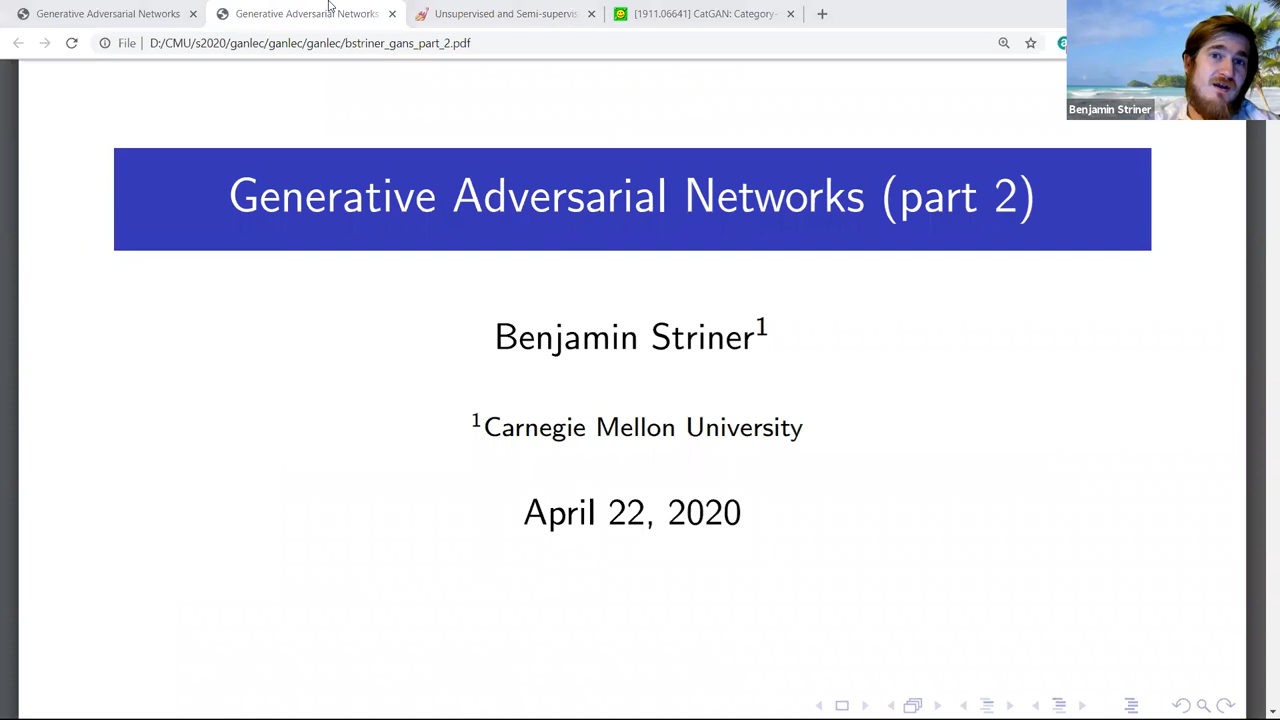 Generative Adversarial Networks
Generative Adversarial Networks
Unsupervised and Semi-supervis
[1911.06641] CatGAN: Category-
File
D:/CMU/s2020/ganlec/ganlec/ganlec/bstriner_gans_part_2.pdf
Benjamin Striner
Generative Adversarial Networks (part 2)
Benjamin Striner¹
¹Carnegie Mellon University
April 22, 2020